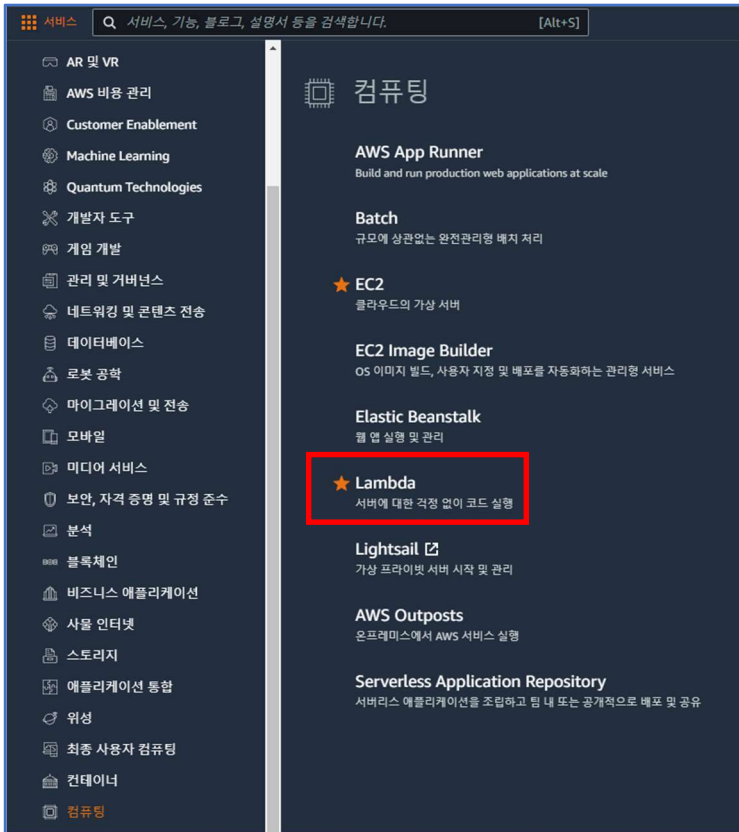 서비스
서비스, 기능, 블로그, 설명서 등을 검색합니다.
[Alt+S]
AR 및 VR
AWS 비용 관리
Customer Enablement
Machine Learning
Quantum Technologies
개발자 도구
게임 개발
관리 및 거버넌스
네트워킹 및 콘텐츠 전송
데이터베이스
로봇 공학
마이그레이션 및 전송
모바일
미디어 서비스
보안, 자격 증명 및 규정 준수
분석
블록체인
비즈니스 애플리케이션
사물 인터넷
스토리지
애플리케이션 통합
위성
최종 사용자 컴퓨팅
컨테이너
컴퓨팅
컴퓨팅
AWS App Runner
Build and run production web applications at scale
Batch
규모에 상관없는 완전관리형 배치 처리
EC2
클라우드의 가상 서버
EC2 Image Builder
OS 이미지 빌드, 사용자 지정 및 배포를 자동화하는 관리형 서비스
Elastic Beanstalk
웹 앱 실행 및 관리
Lambda
서버에 대한 걱정 없이 코드 실행
Lightsail
가상 프라이빗 서버 시작 및 관리
AWS Outposts
온프레미스에서 AWS 서비스 실행
Serverless Application Repository
서버리스 애플리케이션을 조립하고 팀 내 또는 공개적으로 배포 및 공유